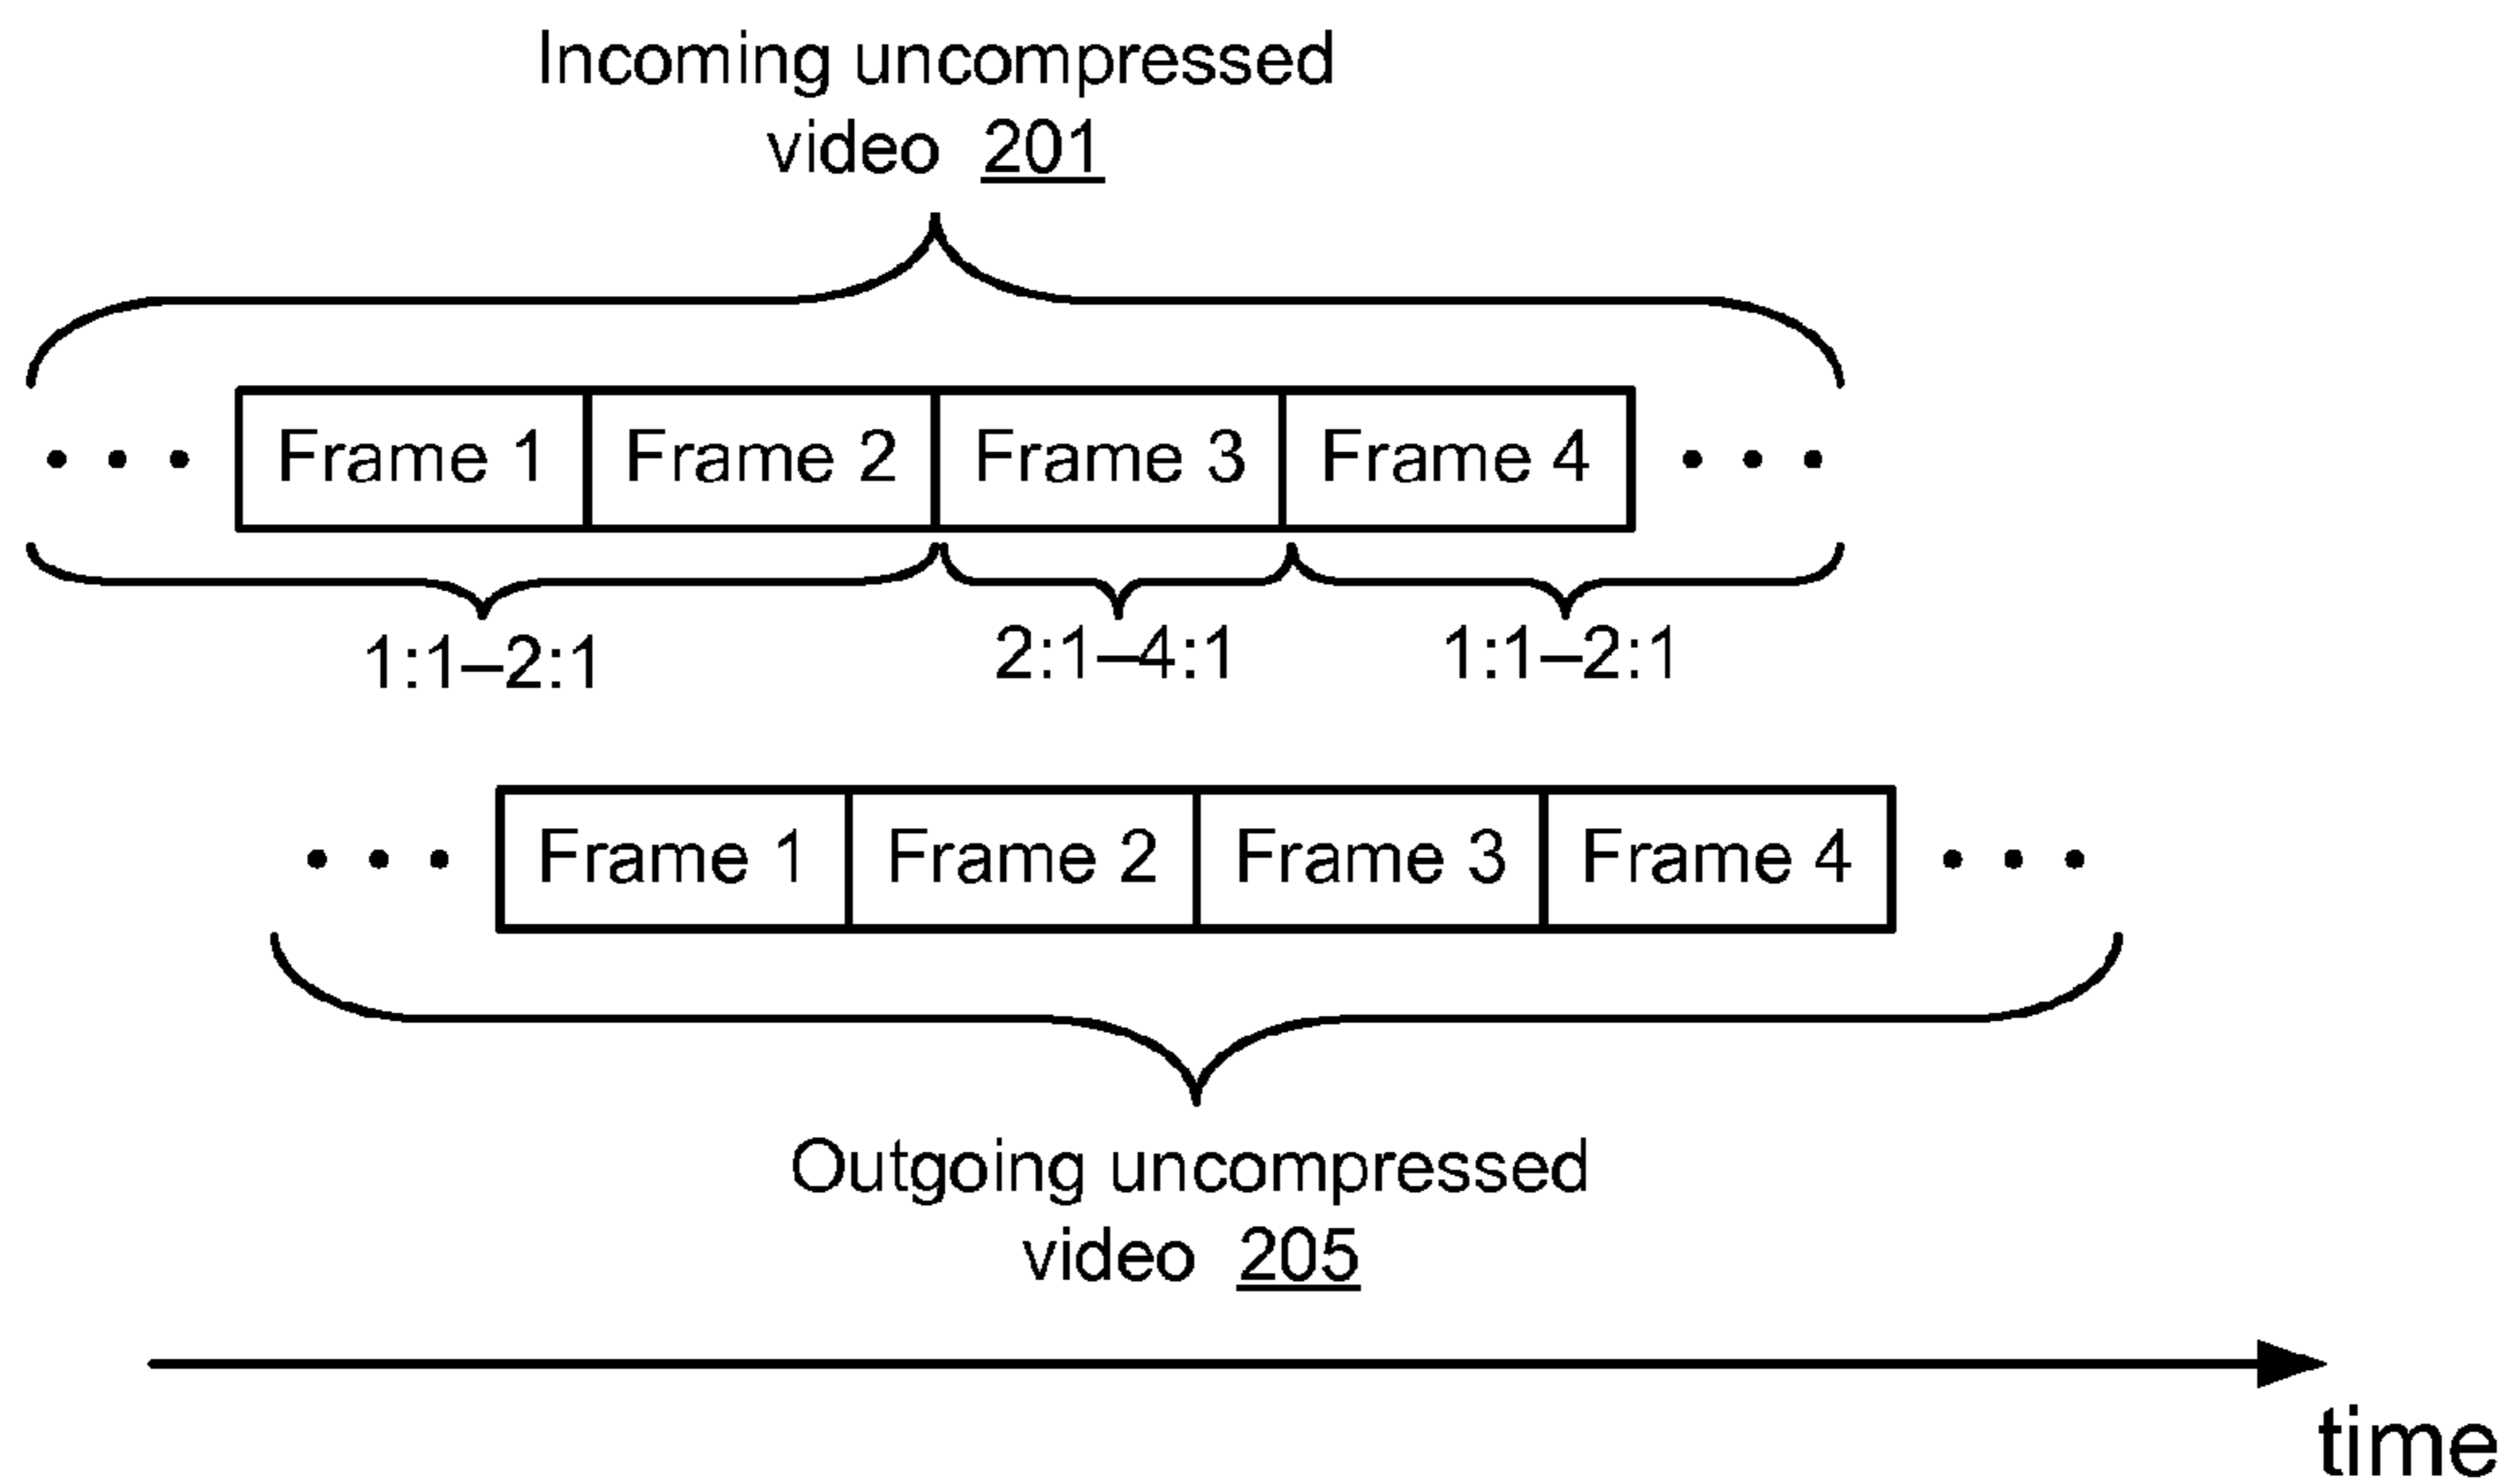 Incoming uncompressed
video 201
• • • Frame 1 Frame 2 Frame 3 Frame 4 • • •
1:1–2:1 2:1–4:1 1:1–2:1
• • • Frame 1 Frame 2 Frame 3 Frame 4 • • •
Outgoing uncompressed
video 205
time